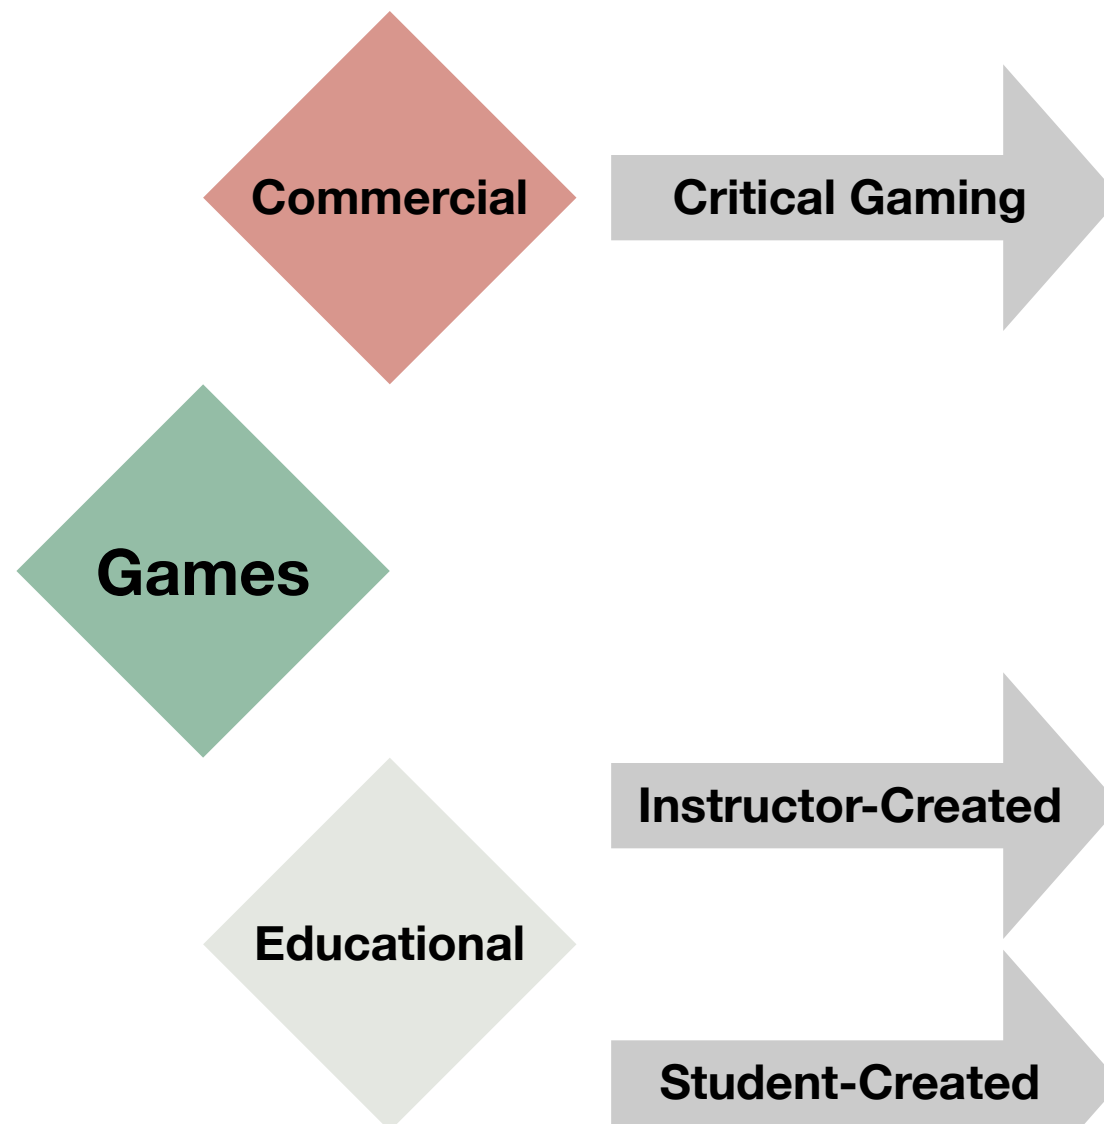 Commercial
Critical Gaming
Games
Instructor-Created
Educational
Student-Created